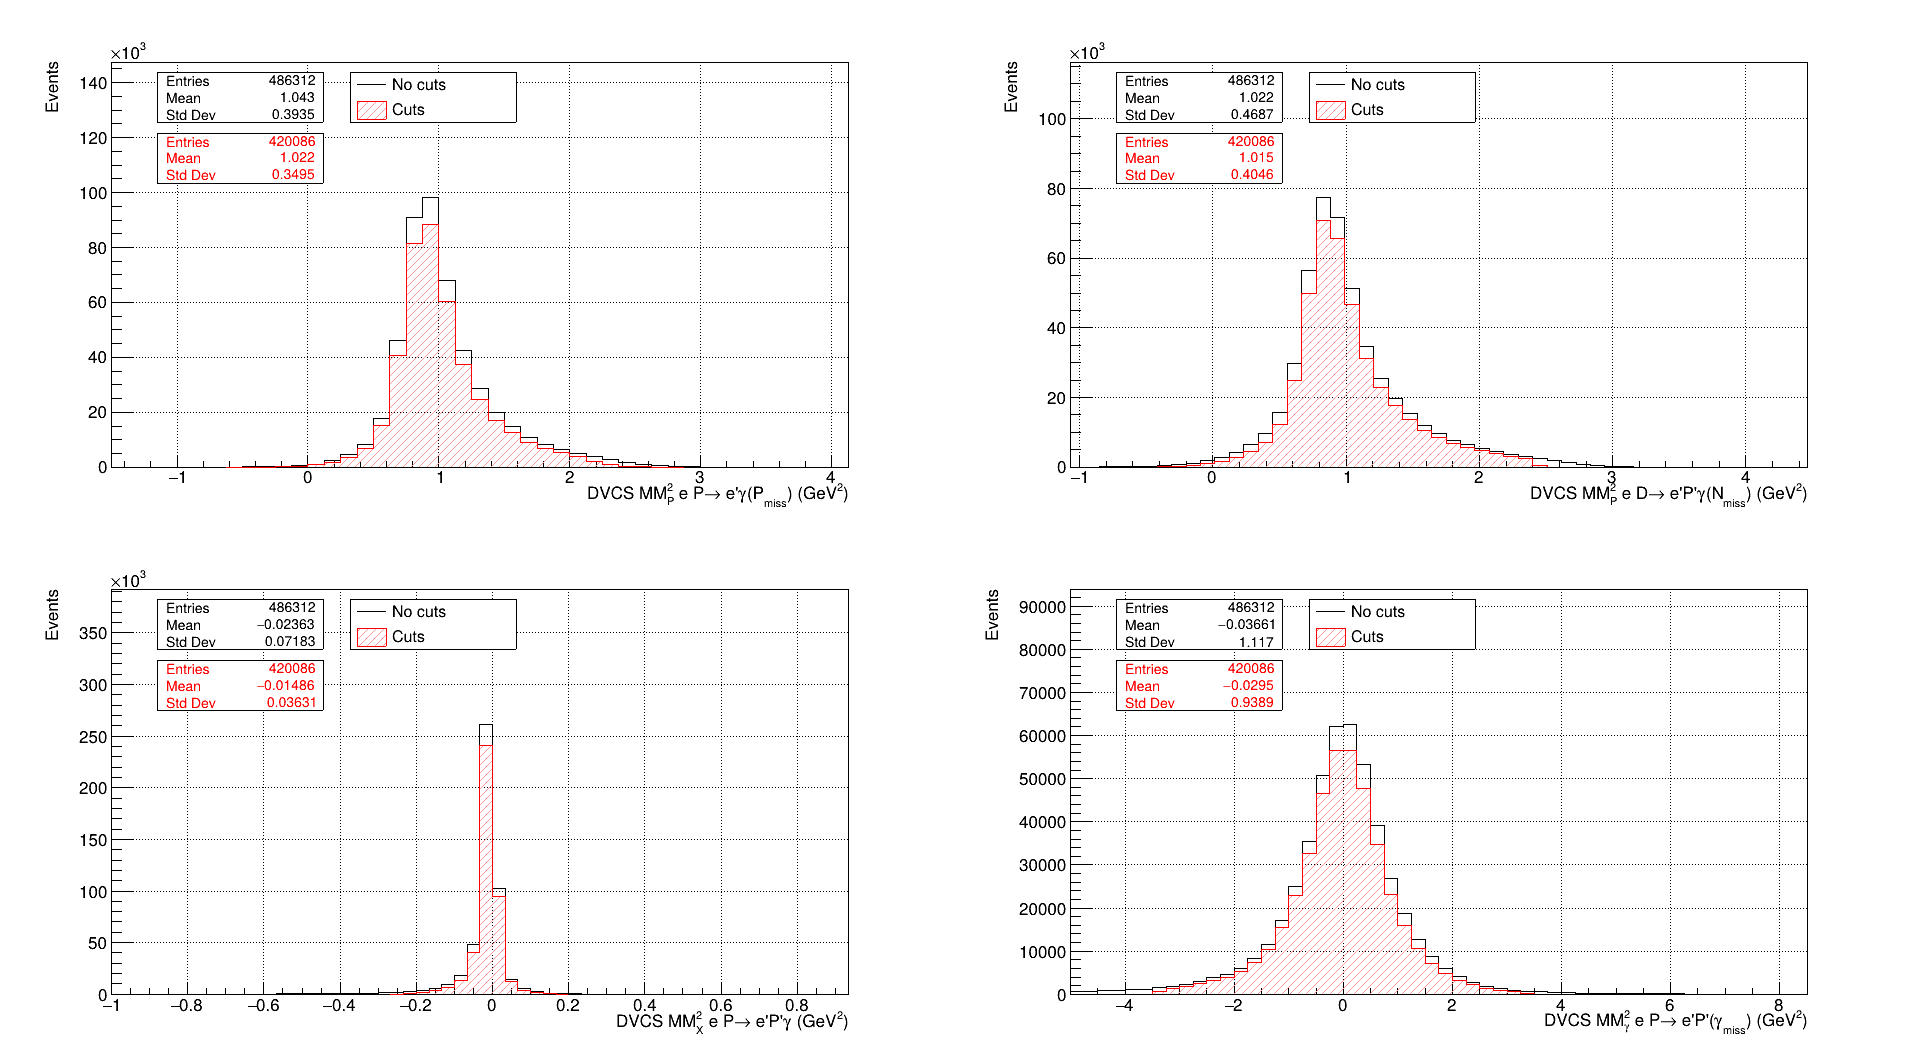 ×10³
Events
140
120
100
80
60
40
20
0
Entries 486312
Mean 1.043
Std Dev 0.3935
Entries 420086
Mean 1.022
Std Dev 0.3495
No cuts
Cuts
−1 0 1 2 3 4
DVCS MM²_P e P→ e'γ(P_miss) (GeV²)
×10³
Events
100
80
60
40
20
0
Entries 486312
Mean 1.022
Std Dev 0.4687
Entries 420086
Mean 1.015
Std Dev 0.4046
No cuts
Cuts
−1 0 1 2 3 4
DVCS MM²_P e D→ e'P'γ(N_miss) (GeV²)
×10³
Events
350
300
250
200
150
100
50
0
Entries 486312
Mean −0.02363
Std Dev 0.07183
Entries 420086
Mean −0.01486
Std Dev 0.03631
No cuts
Cuts
−1 −0.8 −0.6 −0.4 −0.2 0 0.2 0.4 0.6 0.8
DVCS MM²_X e P→ e'P'γ (GeV²)
Events
90000
80000
70000
60000
50000
40000
30000
20000
10000
0
Entries 486312
Mean −0.03661
Std Dev 1.117
Entries 420086
Mean −0.0295
Std Dev 0.9389
No cuts
Cuts
−4 −2 0 2 4 6 8
DVCS MM²_γ e P→ e'P'(γ_miss) (GeV²)